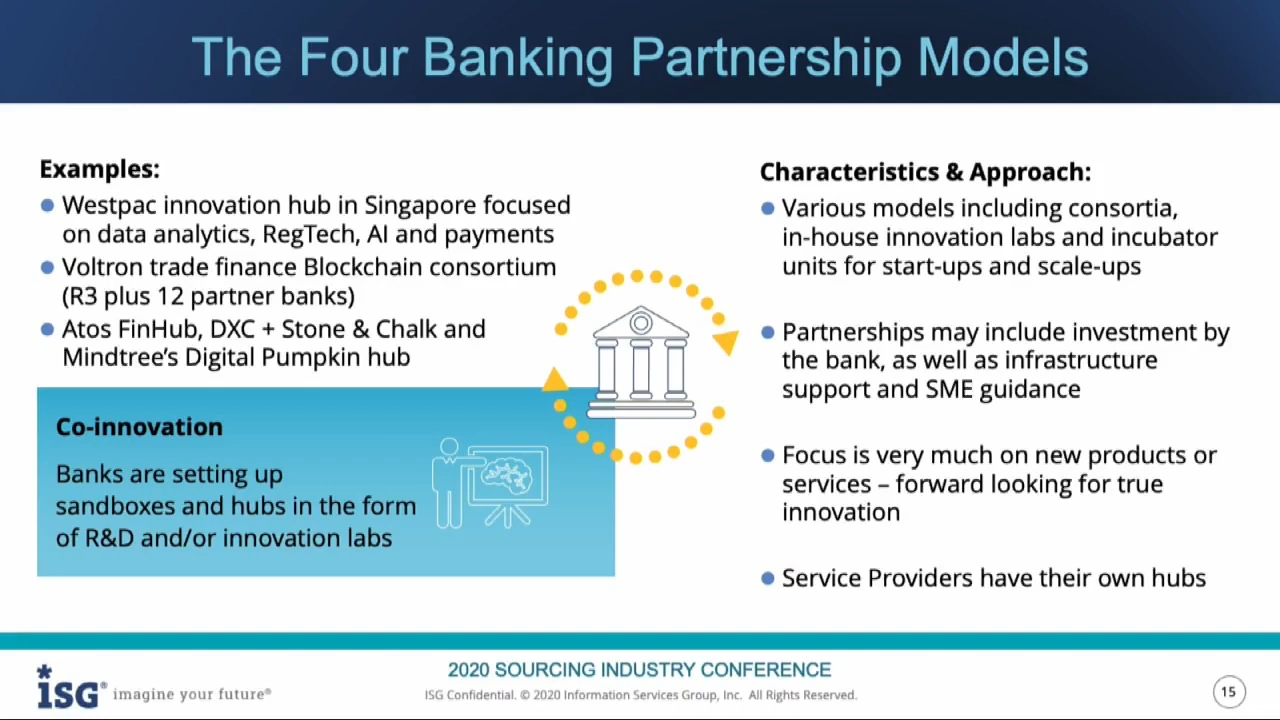 The Four Banking Partnership Models
Examples:
● Westpac innovation hub in Singapore focused
on data analytics, RegTech, AI and payments
● Voltron trade finance Blockchain consortium
(R3 plus 12 partner banks)
● Atos FinHub, DXC + Stone & Chalk and
Mindtree’s Digital Pumpkin hub
Co-innovation
Banks are setting up
sandboxes and hubs in the form
of R&D and/or innovation labs
Characteristics & Approach:
● Various models including consortia,
in-house innovation labs and incubator
units for start-ups and scale-ups
● Partnerships may include investment by
the bank, as well as infrastructure
support and SME guidance
● Focus is very much on new products or
services – forward looking for true
innovation
● Service Providers have their own hubs
iSG® imagine your future®
2020 SOURCING INDUSTRY CONFERENCE
ISG Confidential. © 2020 Information Services Group, Inc. All Rights Reserved.
15